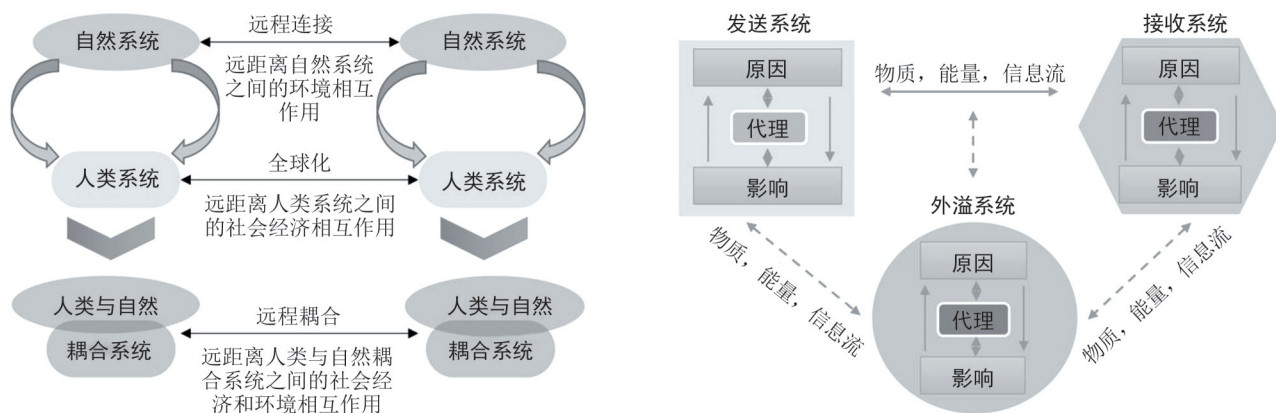 自然系统
远程连接
自然系统
远距离自然系统
之间的环境相互
作用
人类系统
全球化
人类系统
远距离人类系统之间
的社会经济相互作用
人类与自然
耦合系统
远程耦合
人类与自然
耦合系统
远距离人类与自然耦
合系统之间的社会经
济和环境相互作用
发送系统
原因
代理
影响
物质，能量，信息流
接收系统
原因
代理
影响
外溢系统
原因
代理
影响
物质，能量，信息流
物质，能量，信息流